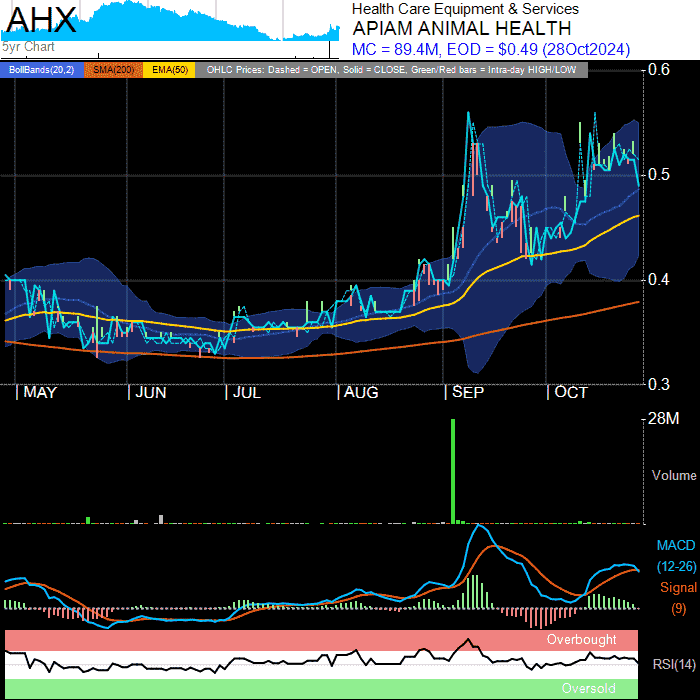 AHX
5yr Chart
Health Care Equipment & Services
APIAM ANIMAL HEALTH
MC = 89.4M, EOD = $0.49 (28Oct2024)
BollBands(20,2) SMA(200) EMA(50) OHLC Prices: Dashed = OPEN, Solid = CLOSE, Green/Red bars = Intra-day HIGH/LOW
0.6
0.5
0.4
0.3
MAY JUN JUL AUG SEP OCT
28M
Volume
MACD
(12-26)
Signal
(9)
Overbought
RSI(14)
Oversold